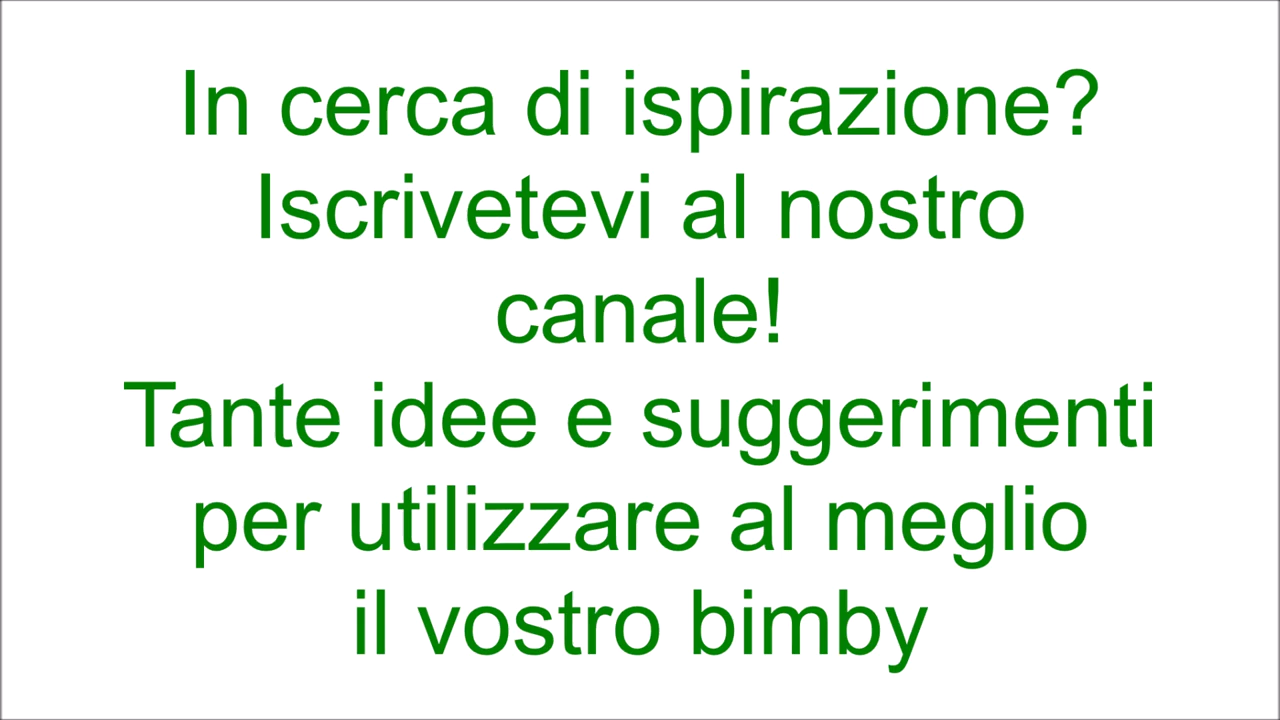 In cerca di ispirazione?
Iscrivetevi al nostro
canale!
Tante idee e suggerimenti
per utilizzare al meglio
il vostro bimby